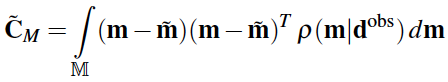 C̃_M = ∫_𝕄 (m − m̃)(m − m̃)^T ρ(m|d^obs) dm